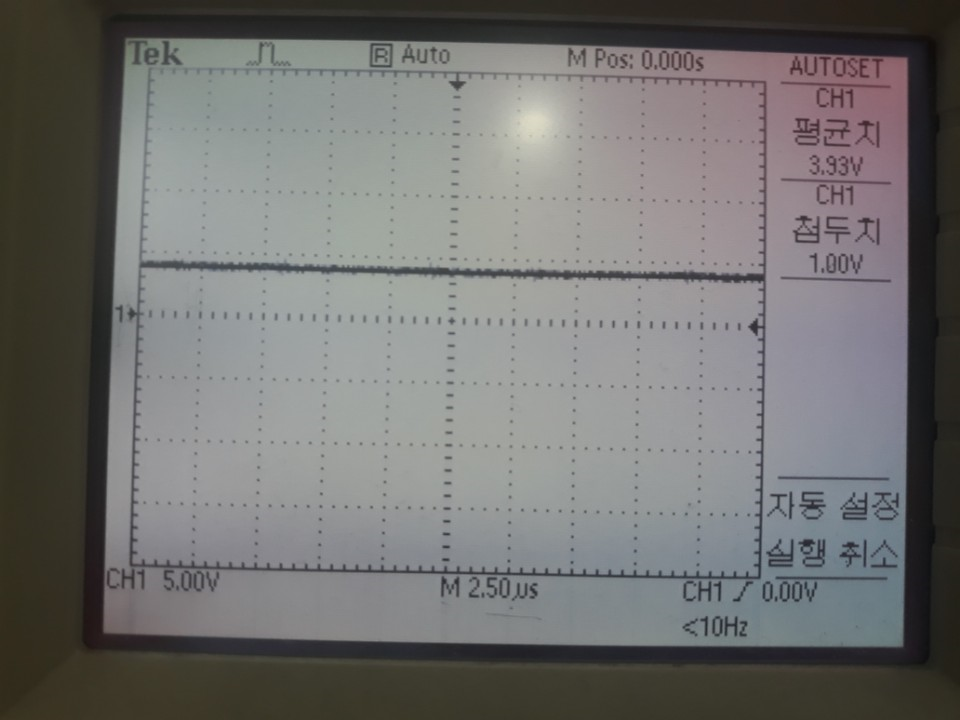 Tek R Auto M Pos: 0.000s AUTOSET
CH1
평균치
3.93V
CH1
첨두치
1.00V
1
자동 설정
실행 취소
CH1 5.00V M 2.50µs CH1 0.00V
<10Hz